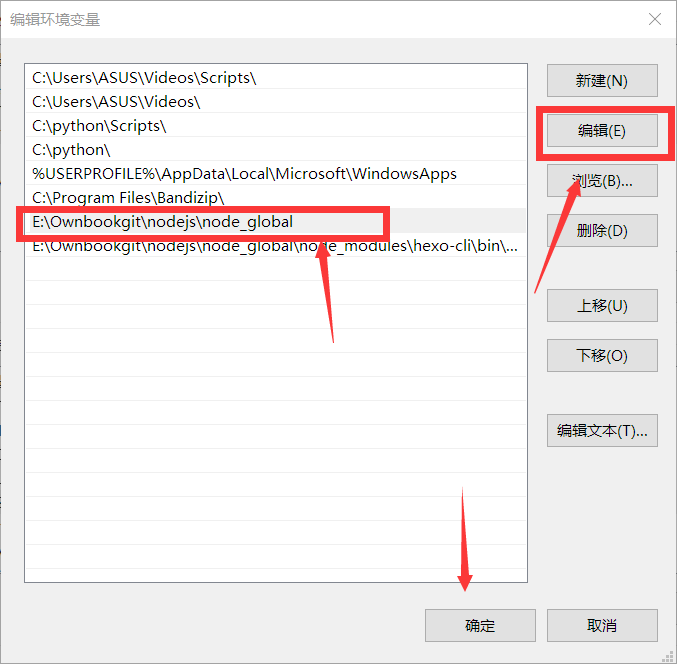 编辑环境变量
C:\Users\ASUS\Videos\Scripts\
C:\Users\ASUS\Videos\
C:\python\Scripts\
C:\python\
%USERPROFILE%\AppData\Local\Microsoft\WindowsApps
C:\Program Files\Bandizip\
E:\Ownbookgit\nodejs\node_global
E:\Ownbookgit\nodejs\node_global\node_modules\hexo-cli\bin\...
新建(N)
编辑(E)
浏览(B)...
删除(D)
上移(U)
下移(O)
编辑文本(T)...
确定
取消